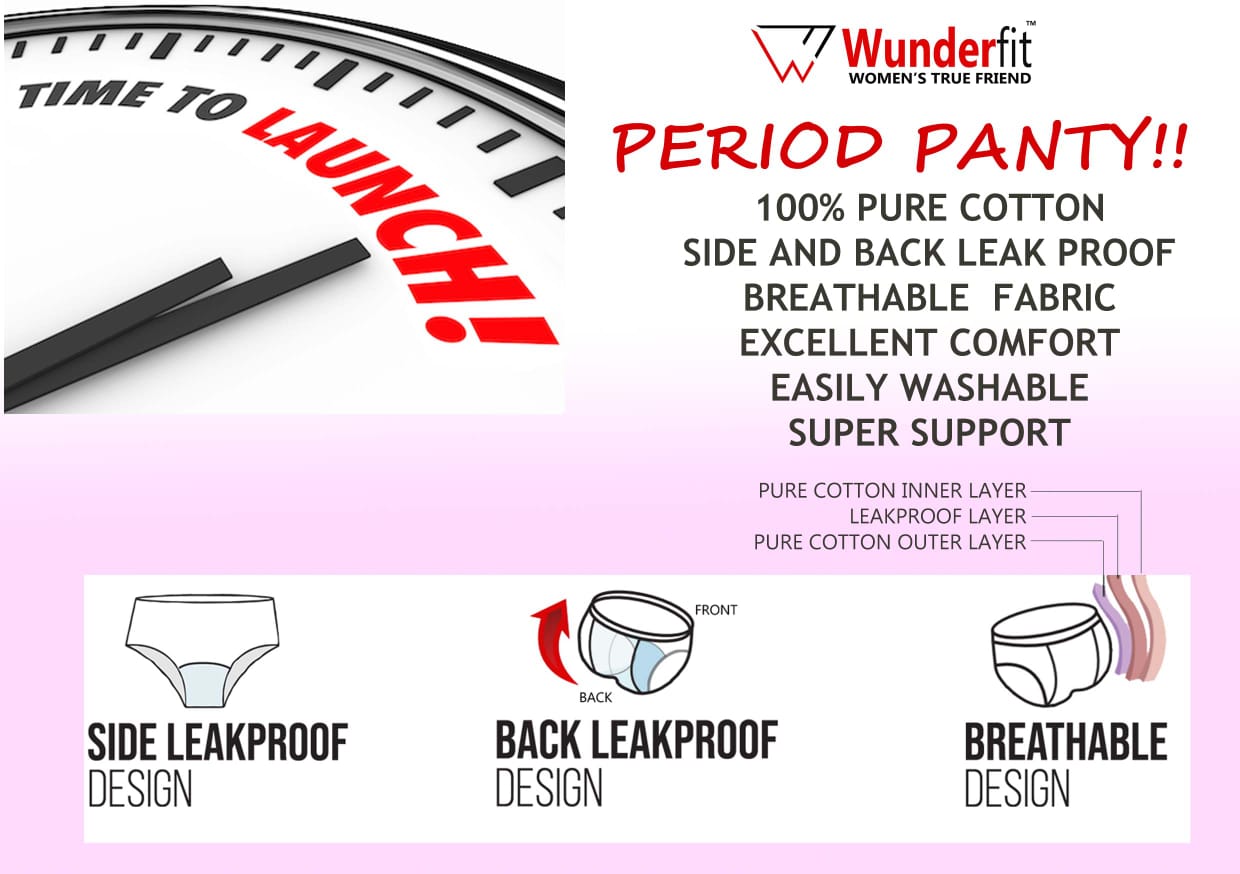 TIME TO LAUNCH!
Wunderfit™
WOMEN'S TRUE FRIEND
PERIOD PANTY!!
100% PURE COTTON
SIDE AND BACK LEAK PROOF
BREATHABLE FABRIC
EXCELLENT COMFORT
EASILY WASHABLE
SUPER SUPPORT
PURE COTTON INNER LAYER
LEAKPROOF LAYER
PURE COTTON OUTER LAYER
SIDE LEAKPROOF
DESIGN
FRONT
BACK
BACK LEAKPROOF
DESIGN
BREATHABLE
DESIGN